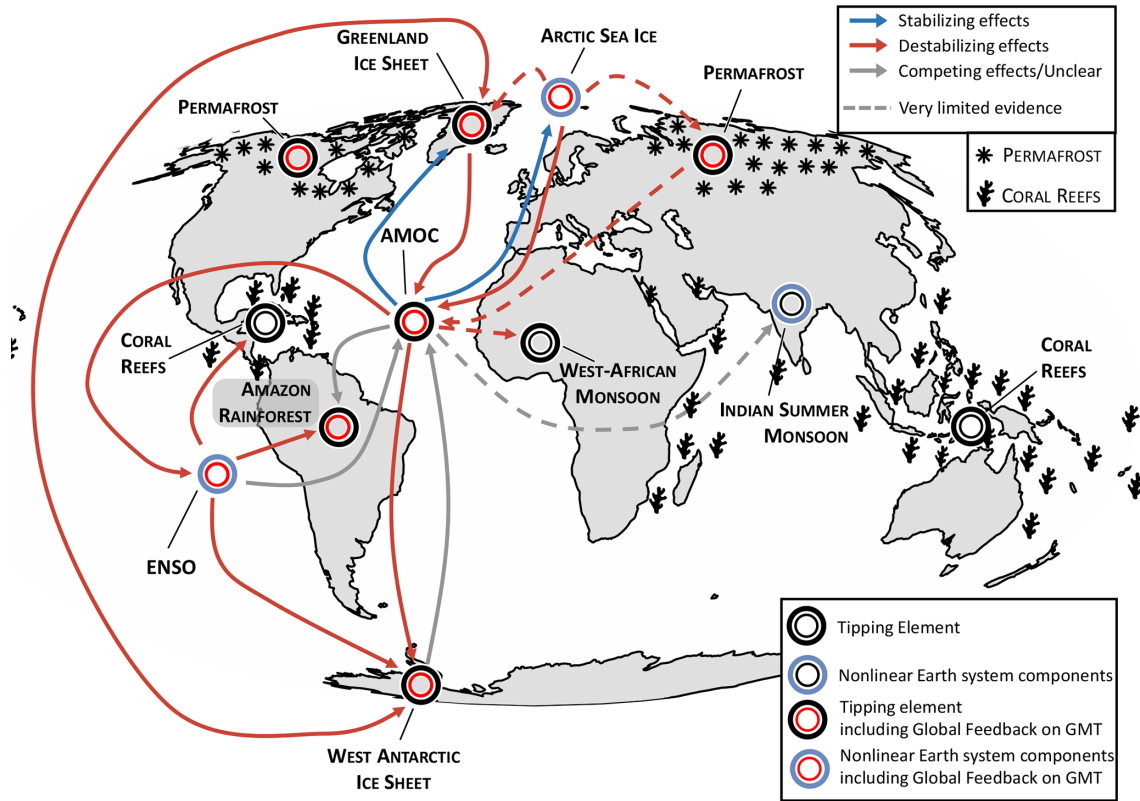 GREENLAND
ICE SHEET
ARCTIC SEA ICE
PERMAFROST
PERMAFROST
Stabilizing effects
Destabilizing effects
Competing effects/Unclear
Very limited evidence
PERMAFROST
CORAL REEFS
AMOC
CORAL
REEFS
AMAZON
RAINFOREST
WEST-AFRICAN
MONSOON
INDIAN SUMMER
MONSOON
CORAL
REEFS
ENSO
WEST ANTARCTIC
ICE SHEET
Tipping Element
Nonlinear Earth system components
Tipping element
including Global Feedback on GMT
Nonlinear Earth system components
including Global Feedback on GMT